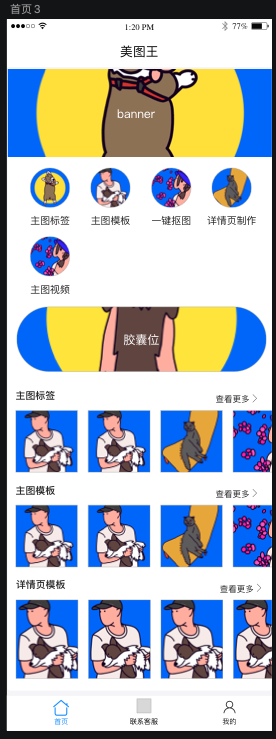 首页 3
1:20 PM
77%
美图王
banner
主图标签 主图模板 一键抠图 详情页制作
主图视频
胶囊位
主图标签 查看更多
主图模板 查看更多
详情页模板 查看更多
首页 联系客服 我的